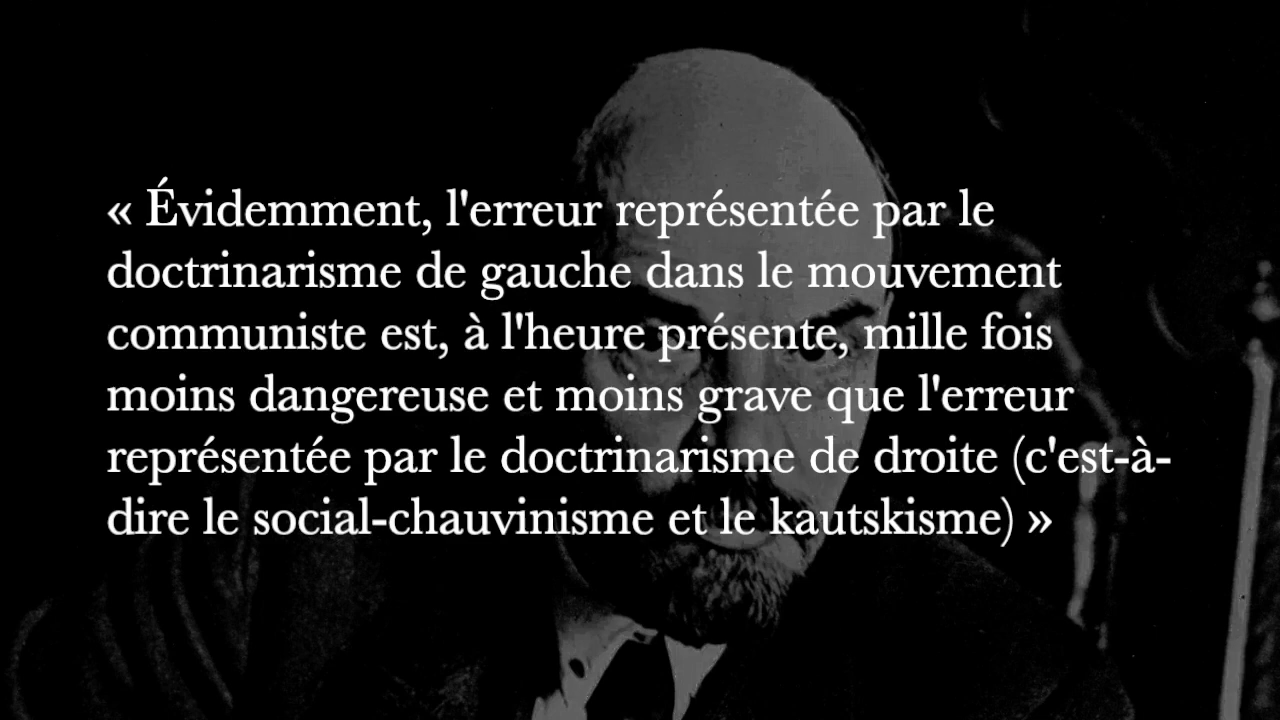 « Évidemment, l'erreur représentée par le
doctrinarisme de gauche dans le mouvement
communiste est, à l'heure présente, mille fois
moins dangereuse et moins grave que l'erreur
représentée par le doctrinarisme de droite (c'est-à-
dire le social-chauvinisme et le kautskisme) »